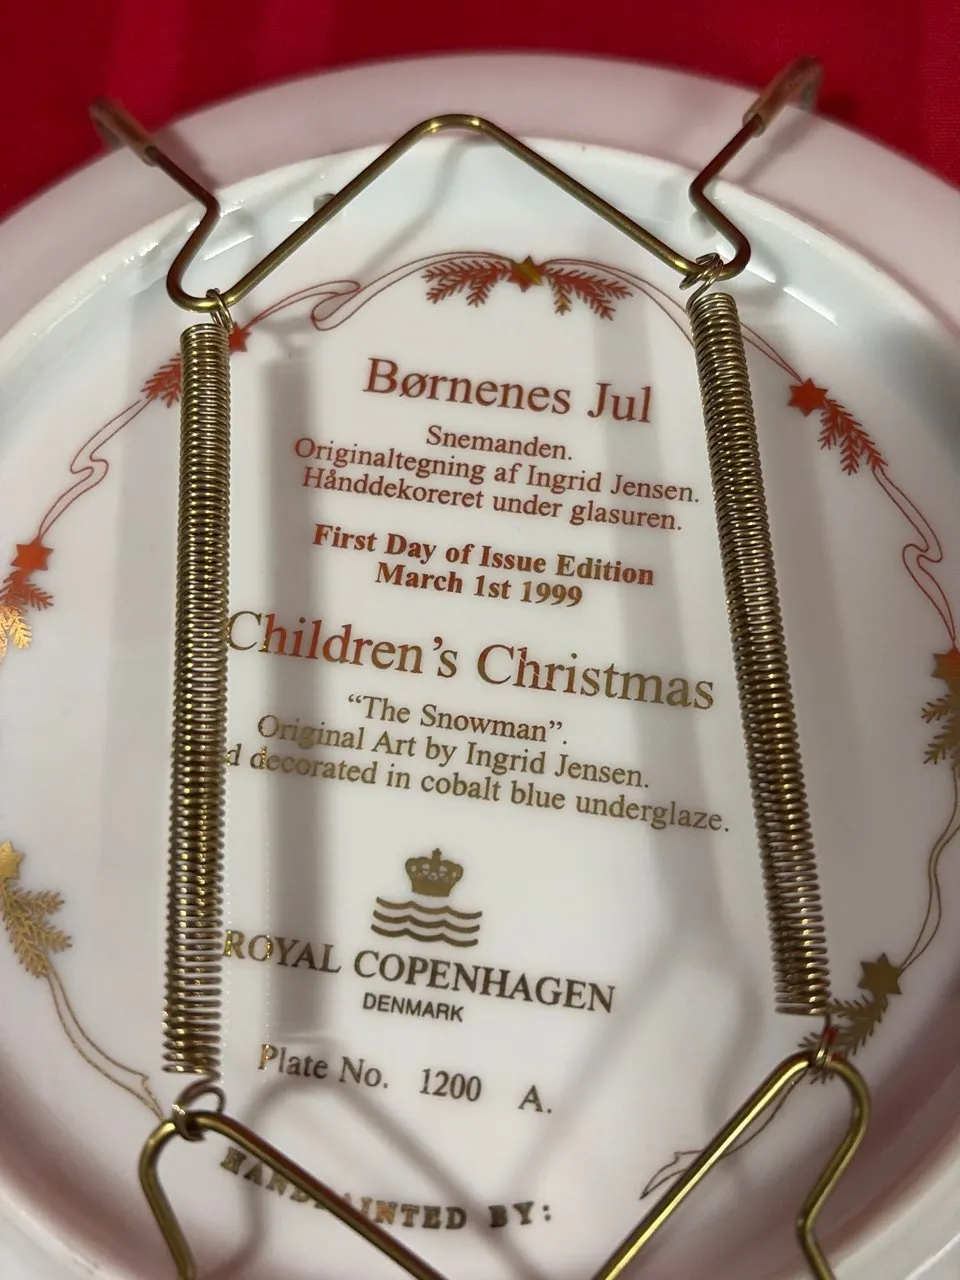 Børnenes Jul
Snemanden.
Originaltegning af Ingrid Jensen.
Hånddekoreret under glasuren.
First Day of Issue Edition
March 1st 1999
Children's Christmas
“The Snowman”.
Original Art by Ingrid Jensen.
decorated in cobalt blue underglaze.
ROYAL COPENHAGEN
DENMARK
Plate No. 1200 A.
BY: